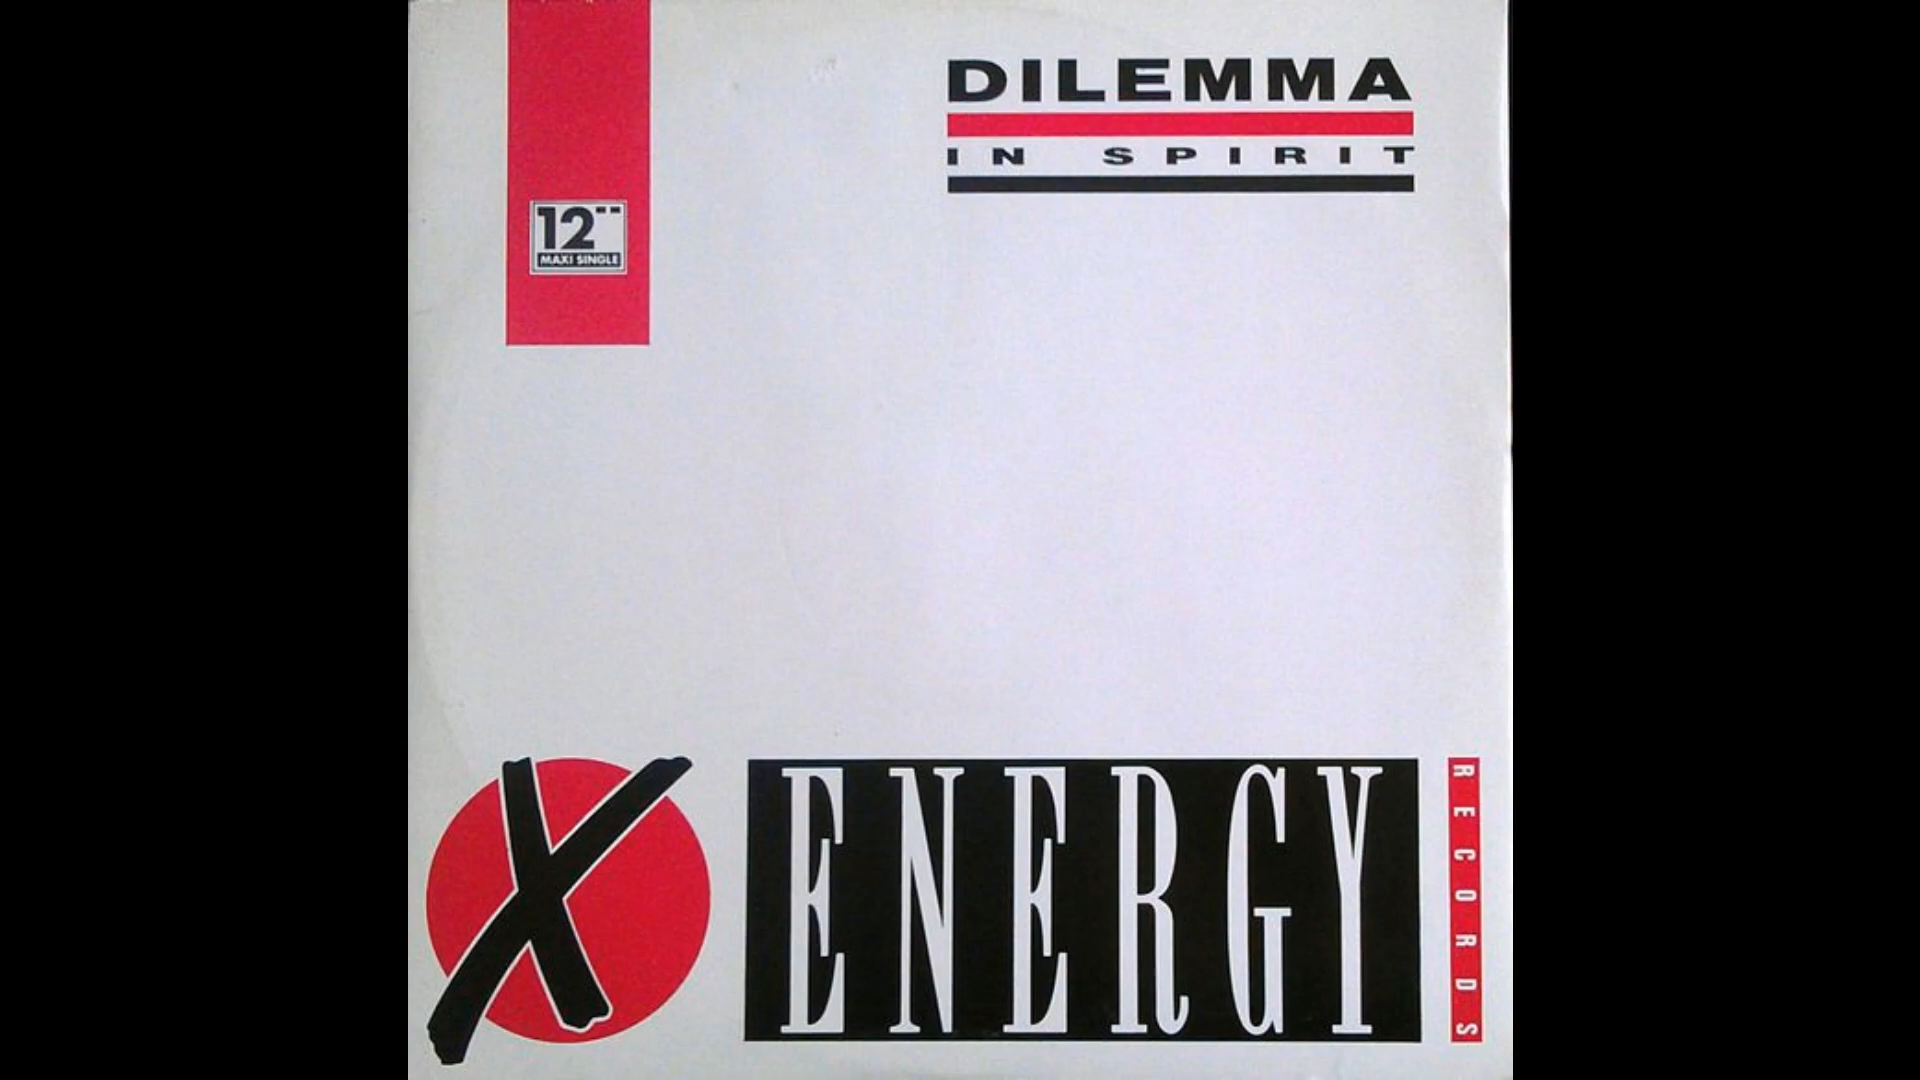 DILEMMA
IN SPIRIT
12"
MAXI SINGLE
X ENERGY
RECORDS